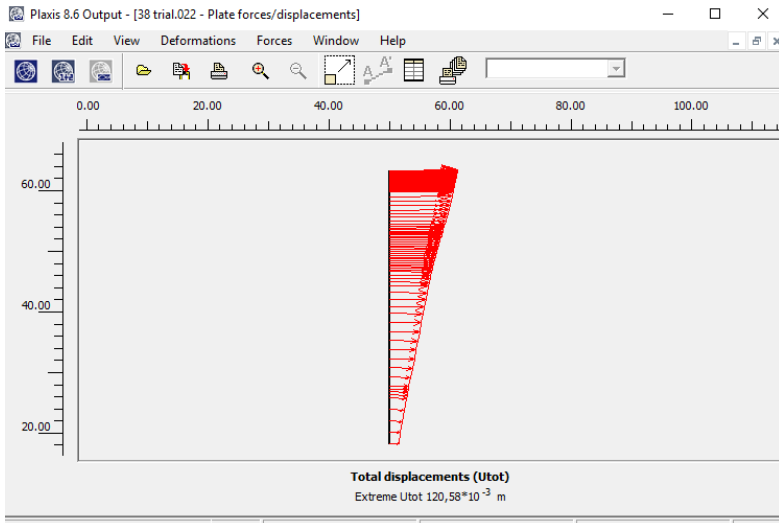 Plaxis 8.6 Output - [38 trial.022 - Plate forces/displacements]
File Edit View Deformations Forces Window Help
0.00 20.00 40.00 60.00 80.00 100.00
60.00
40.00
20.00
Total displacements (Utot)
Extreme Utot 120,58*10-3 m